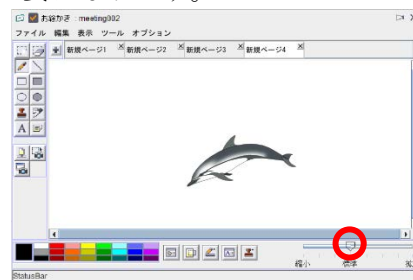 お絵かき : meeting002
ファイル 編集 表示 ツール オプション
新規ページ1 新規ページ2 新規ページ3 新規ページ4
A
縮小 標準
StatusBar